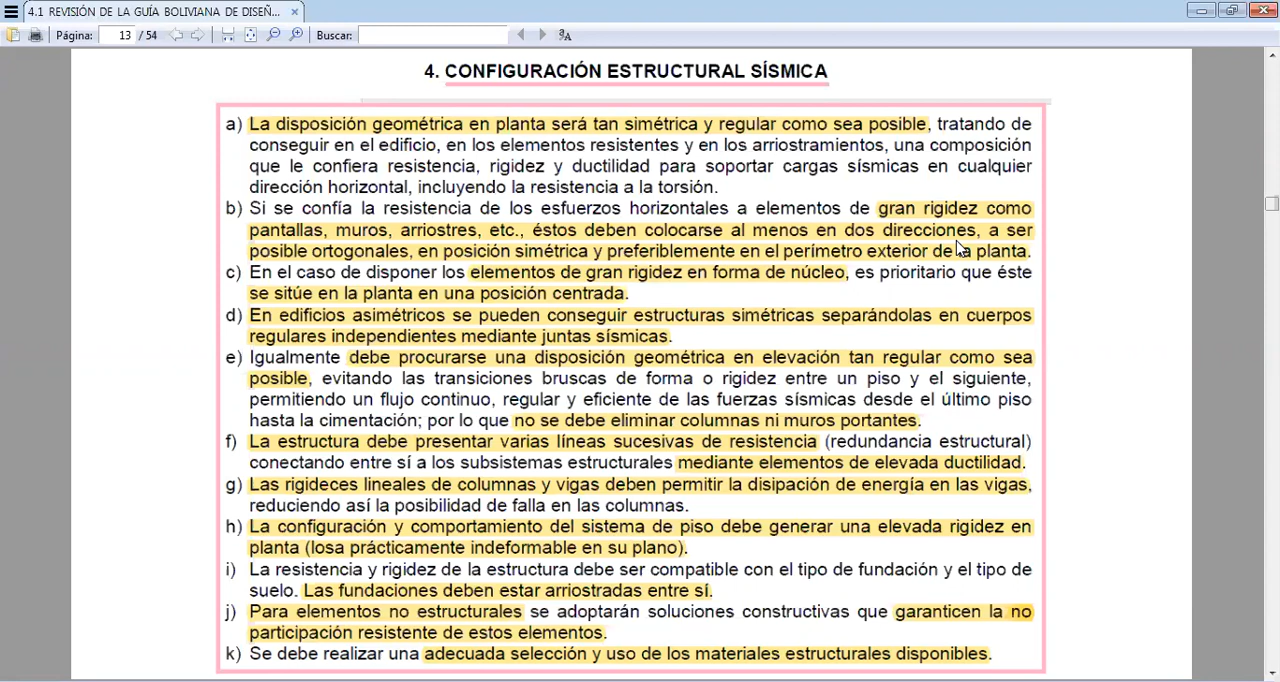 4.1 REVISIÓN DE LA GUÍA BOLIVIANA DE DISEÑ...
Página: 13 / 54 Buscar:
4. CONFIGURACIÓN ESTRUCTURAL SÍSMICA
a) La disposición geométrica en planta será tan simétrica y regular como sea posible, tratando de
conseguir en el edificio, en los elementos resistentes y en los arriostramientos, una composición
que le confiera resistencia, rigidez y ductilidad para soportar cargas sísmicas en cualquier
dirección horizontal, incluyendo la resistencia a la torsión.
b) Si se confía la resistencia de los esfuerzos horizontales a elementos de gran rigidez como
pantallas, muros, arriostres, etc., éstos deben colocarse al menos en dos direcciones, a ser
posible ortogonales, en posición simétrica y preferiblemente en el perímetro exterior de la planta.
c) En el caso de disponer los elementos de gran rigidez en forma de núcleo, es prioritario que éste
se sitúe en la planta en una posición centrada.
d) En edificios asimétricos se pueden conseguir estructuras simétricas separándolas en cuerpos
regulares independientes mediante juntas sísmicas.
e) Igualmente debe procurarse una disposición geométrica en elevación tan regular como sea
posible, evitando las transiciones bruscas de forma o rigidez entre un piso y el siguiente,
permitiendo un flujo continuo, regular y eficiente de las fuerzas sísmicas desde el último piso
hasta la cimentación; por lo que no se debe eliminar columnas ni muros portantes.
f) La estructura debe presentar varias líneas sucesivas de resistencia (redundancia estructural)
conectando entre sí a los subsistemas estructurales mediante elementos de elevada ductilidad.
g) Las rigideces lineales de columnas y vigas deben permitir la disipación de energía en las vigas,
reduciendo así la posibilidad de falla en las columnas.
h) La configuración y comportamiento del sistema de piso debe generar una elevada rigidez en
planta (losa prácticamente indeformable en su plano).
i) La resistencia y rigidez de la estructura debe ser compatible con el tipo de fundación y el tipo de
suelo. Las fundaciones deben estar arriostradas entre sí.
j) Para elementos no estructurales se adoptarán soluciones constructivas que garanticen la no
participación resistente de estos elementos.
k) Se debe realizar una adecuada selección y uso de los materiales estructurales disponibles.